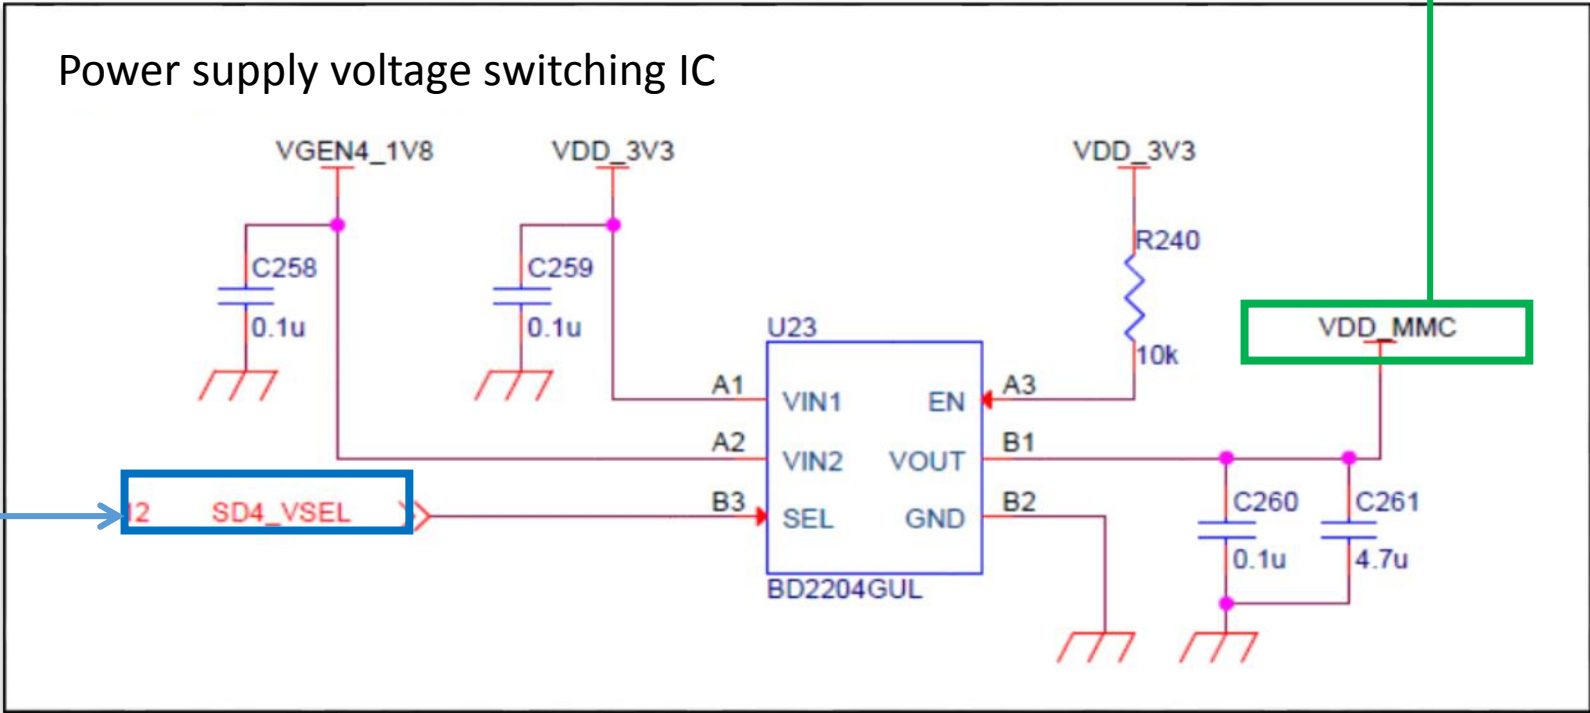 Power supply voltage switching IC
VGEN4_1V8 VDD_3V3 VDD_3V3
R240
C258 C259
0.1u 0.1u U23 VDD_MMC
10k
A1 VIN1 EN A3
A2 VIN2 VOUT B1
SD4_VSEL B3 SEL GND B2 C260 C261
0.1u 4.7u
BD2204GUL